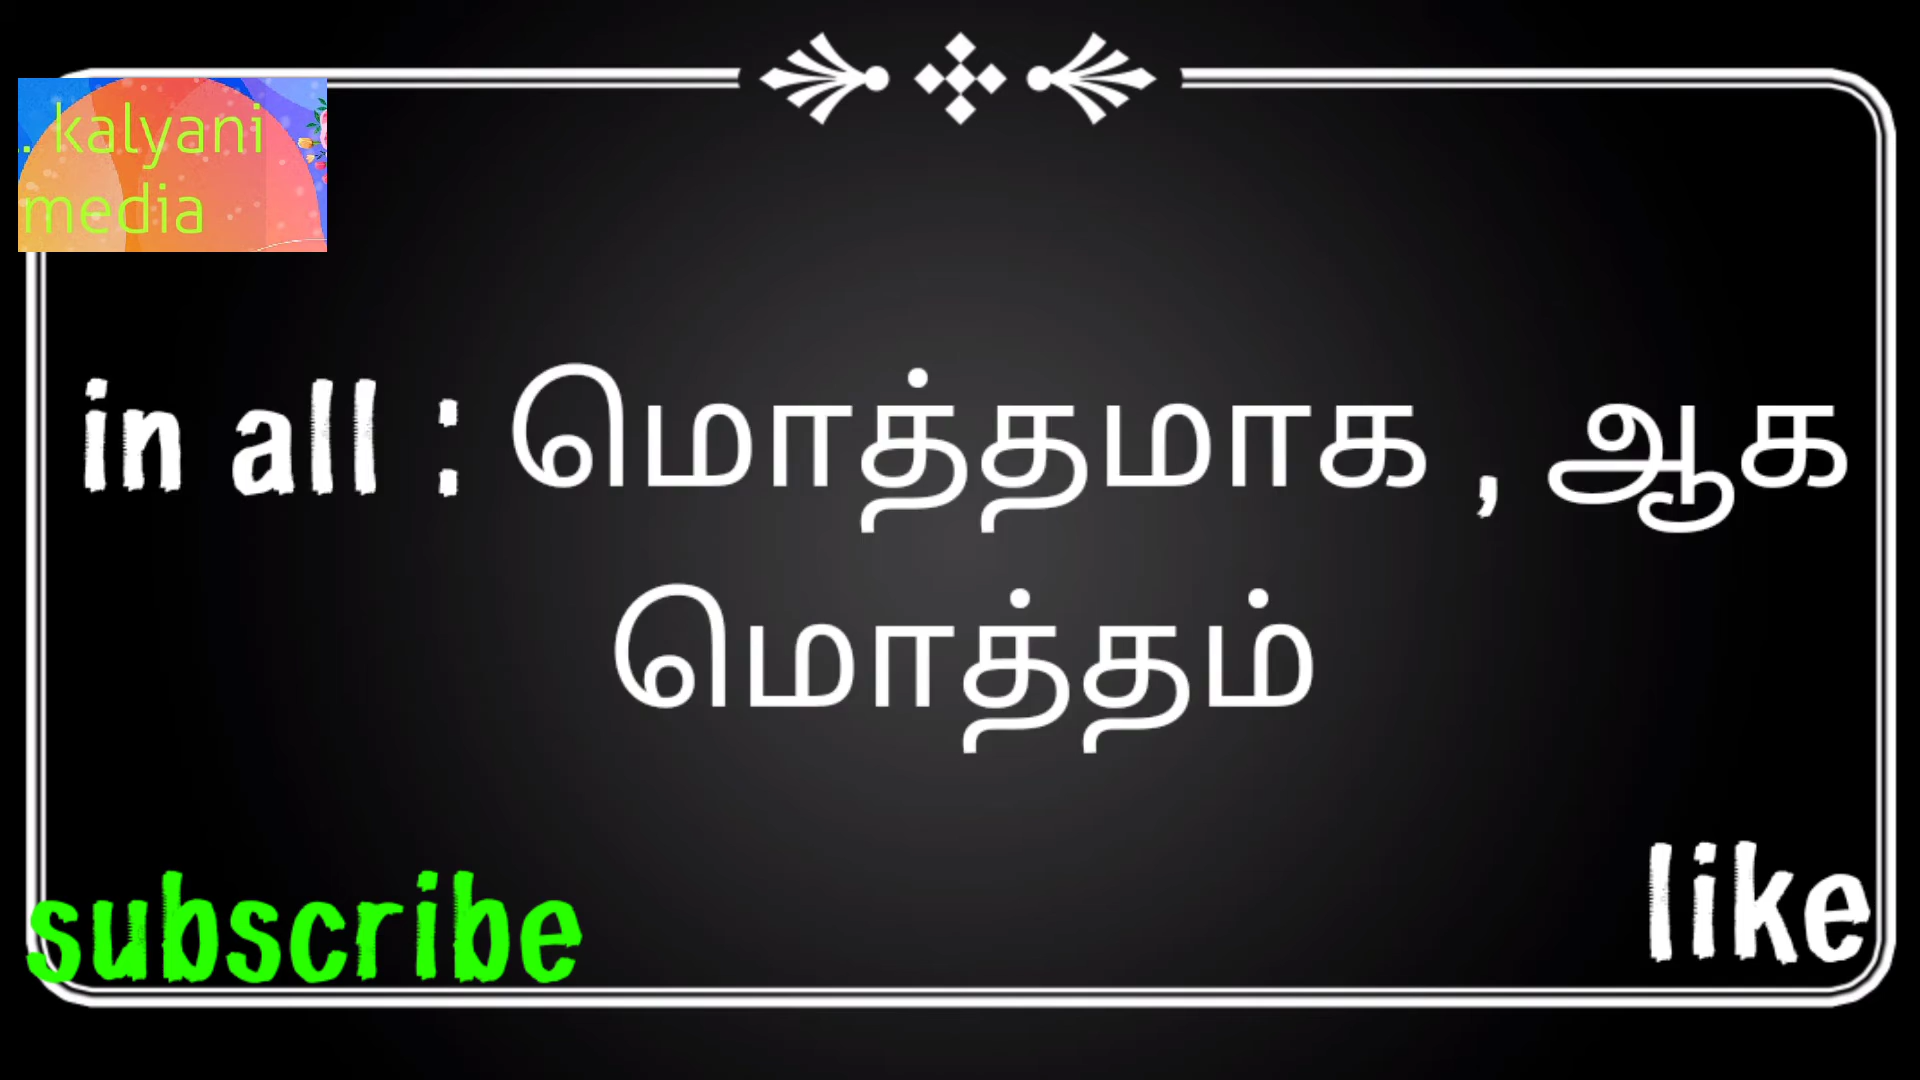 .. kalyani
media
in all : மொத்தமாக , ஆக
மொத்தம்
subscribe
like